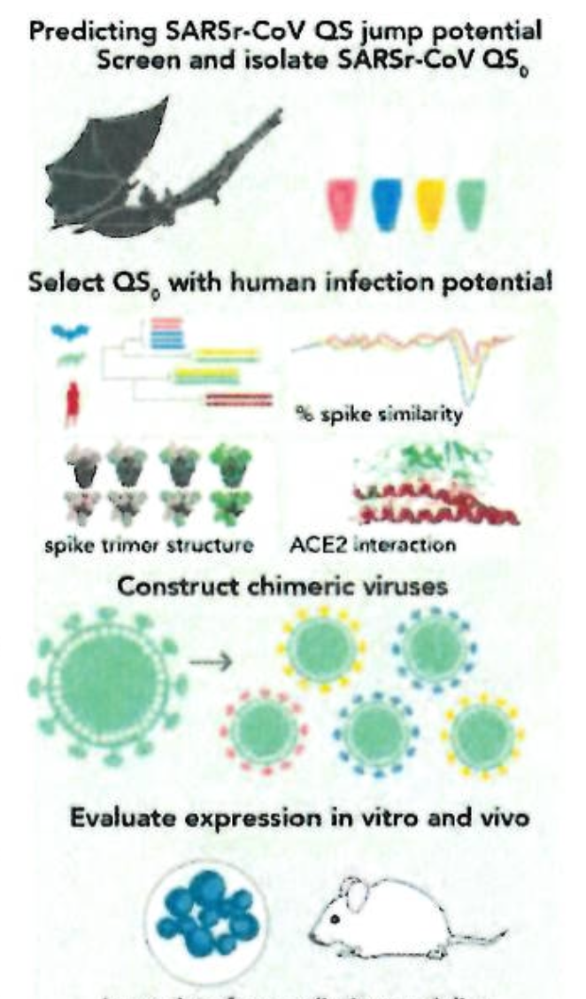 Predicting SARSr-CoV QS jump potential
Screen and isolate SARSr-CoV QS₀
Select QS₀ with human infection potential
% spike similarity
spike trimer structure
ACE2 interaction
Construct chimeric viruses
Evaluate expression in vitro and vivo